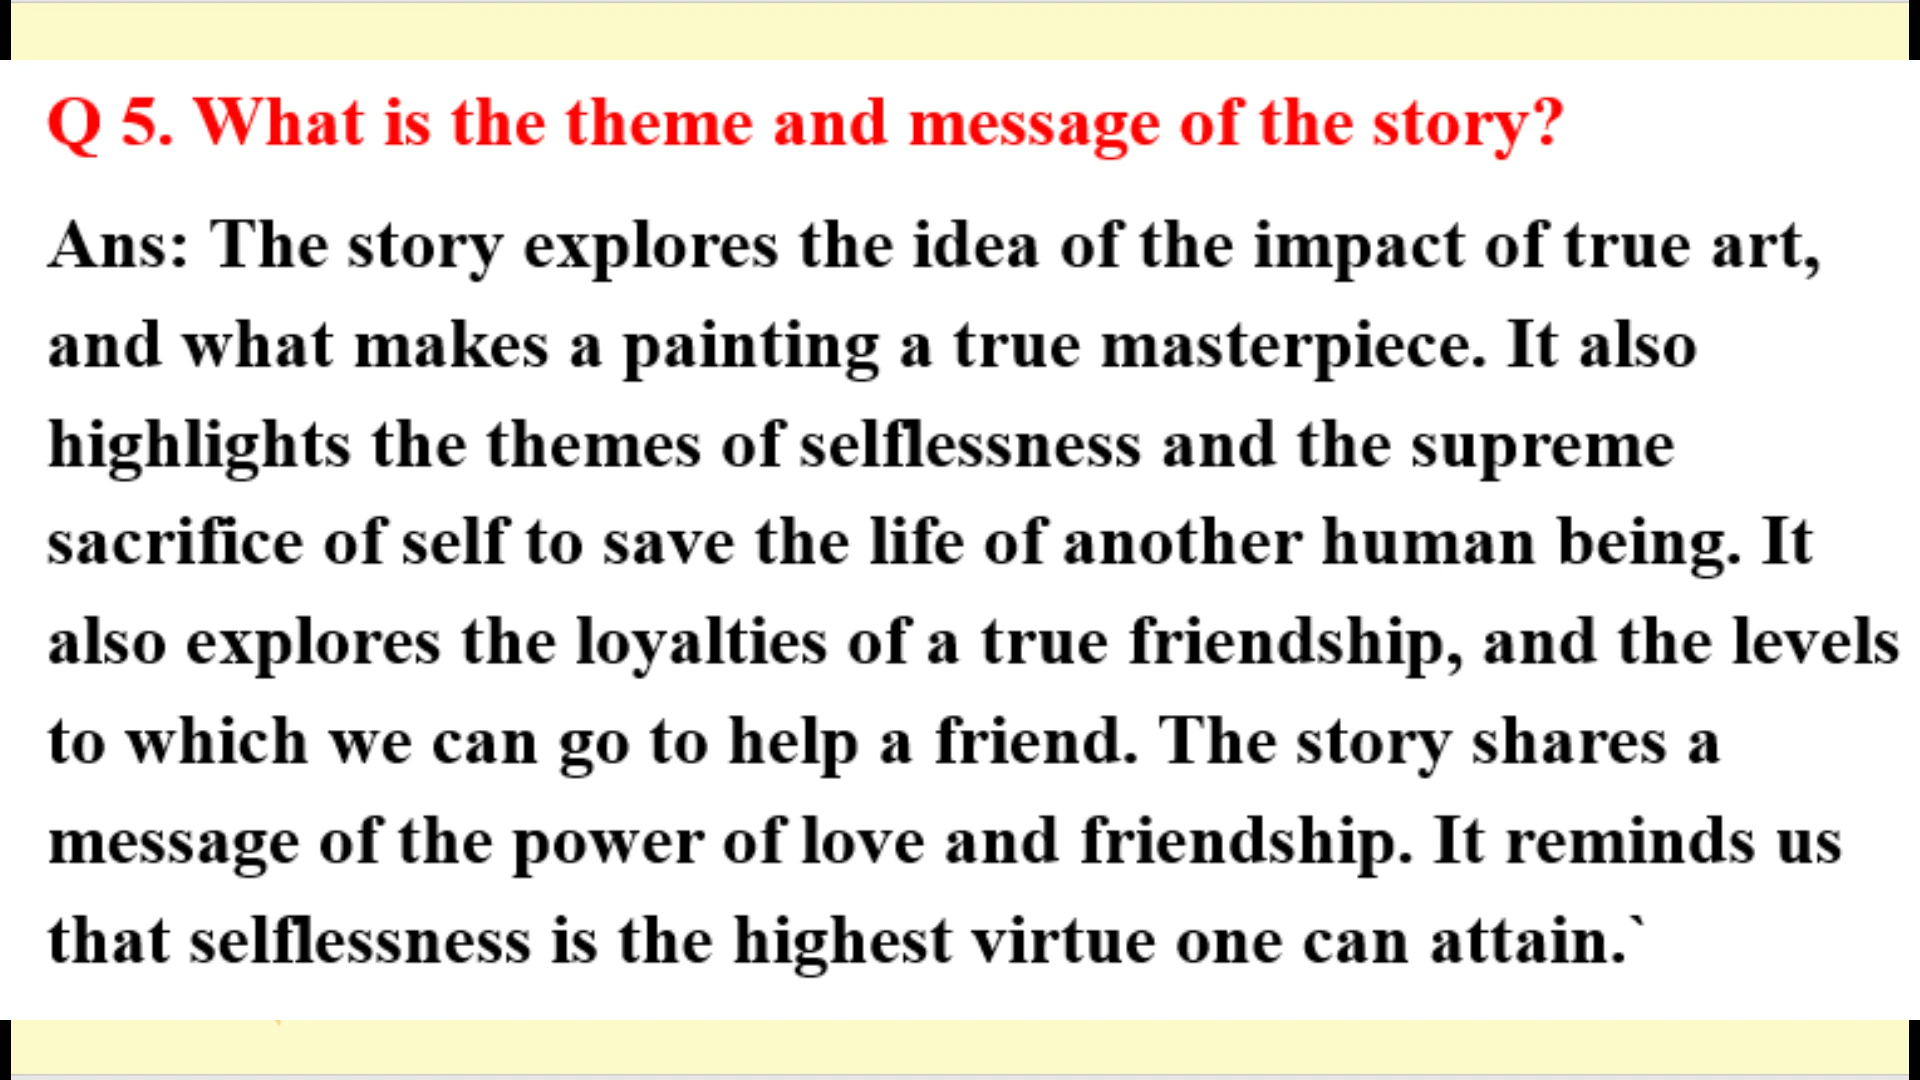 Q 5. What is the theme and message of the story?
Ans: The story explores the idea of the impact of true art,
and what makes a painting a true masterpiece. It also
highlights the themes of selflessness and the supreme
sacrifice of self to save the life of another human being. It
also explores the loyalties of a true friendship, and the levels
to which we can go to help a friend. The story shares a
message of the power of love and friendship. It reminds us
that selflessness is the highest virtue one can attain.`